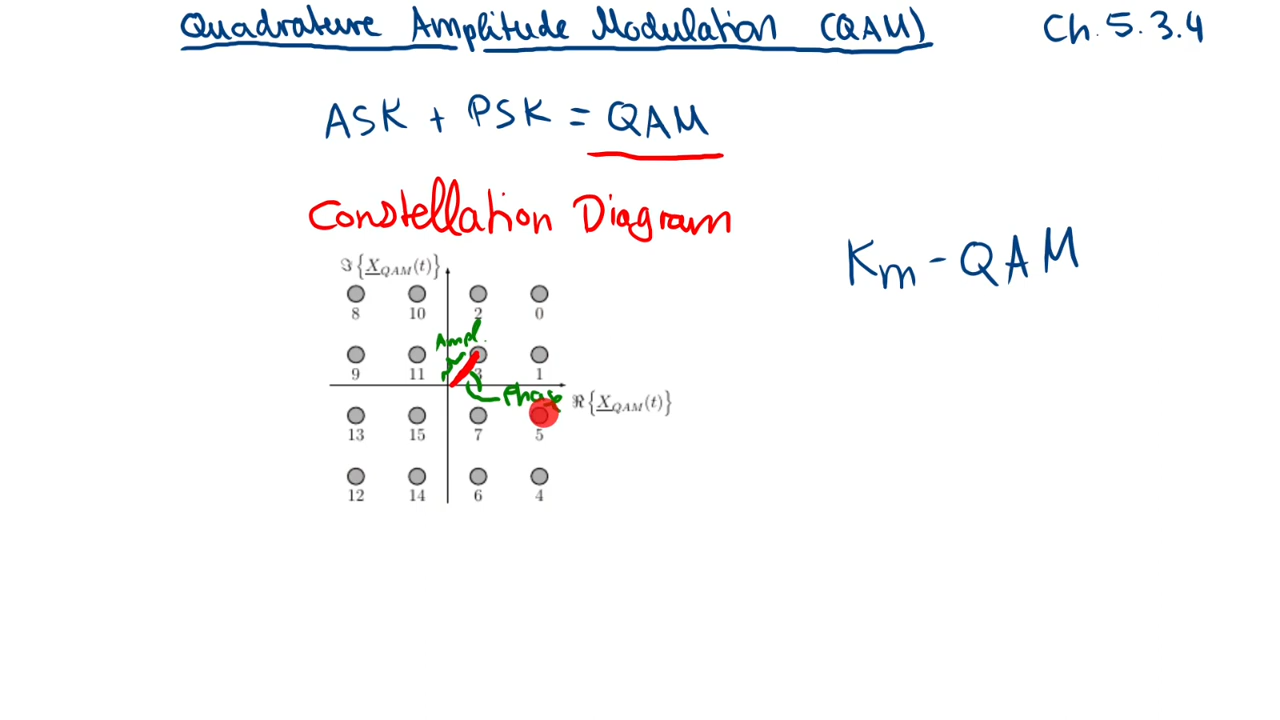 Quadrature Amplitude Modulation (QAM) Ch. 5.3.4
ASK + PSK = QAM
Constellation Diagram
Km - QAM
ℑ{X_QAM(t)}
8 10 2 0
Ampl.
9 11 3 1
Phase ℜ{X_QAM(t)}
13 15 7 5
12 14 6 4